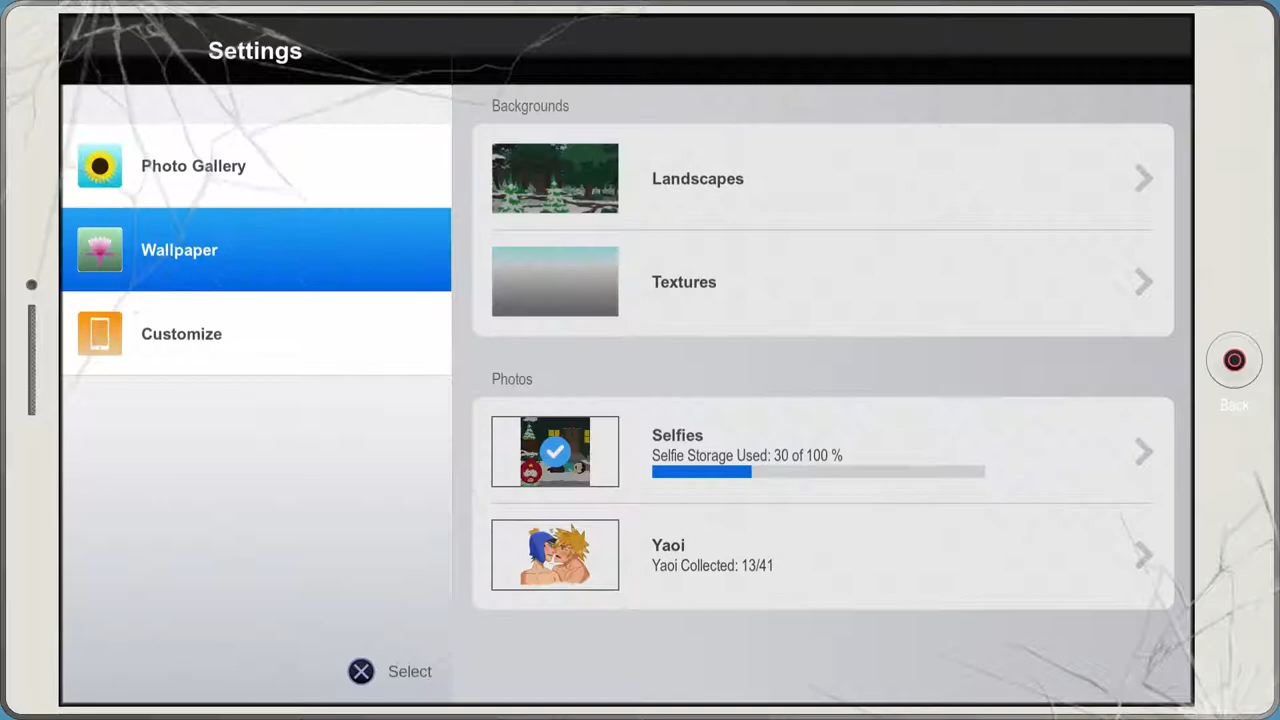 Settings
Photo Gallery
Wallpaper
Customize
Select
Backgrounds
Landscapes
Textures
Photos
Selfies
Selfie Storage Used: 30 of 100 %
Yaoi
Yaoi Collected: 13/41
Back